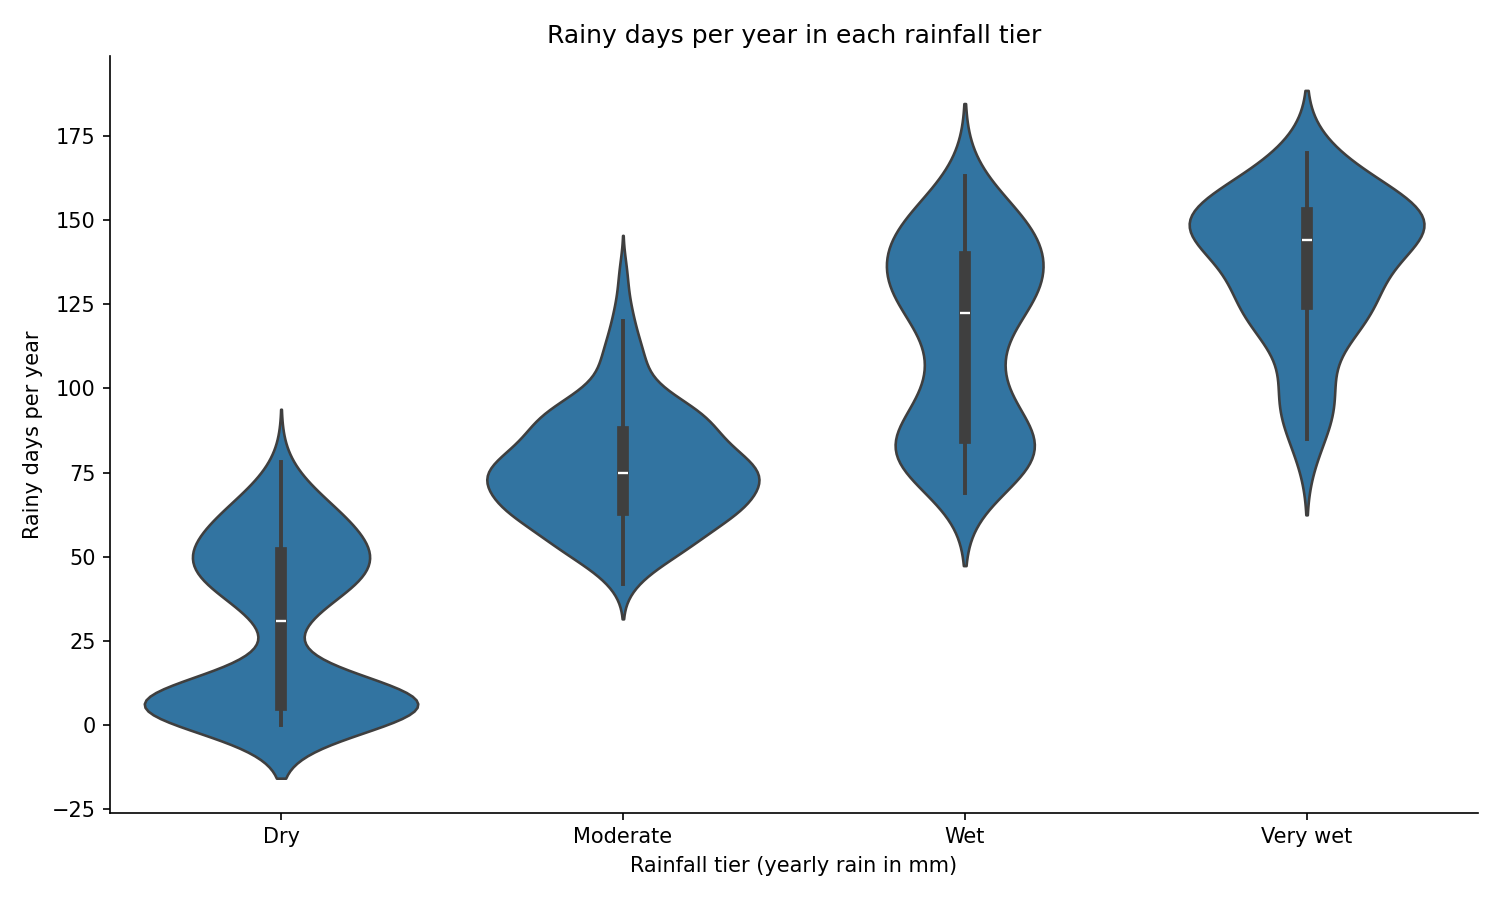 Rainy days per year in each rainfall tier
Rainy days per year
175
150
125
100
75
50
25
0
−25
Dry
Moderate
Wet
Very wet
Rainfall tier (yearly rain in mm)